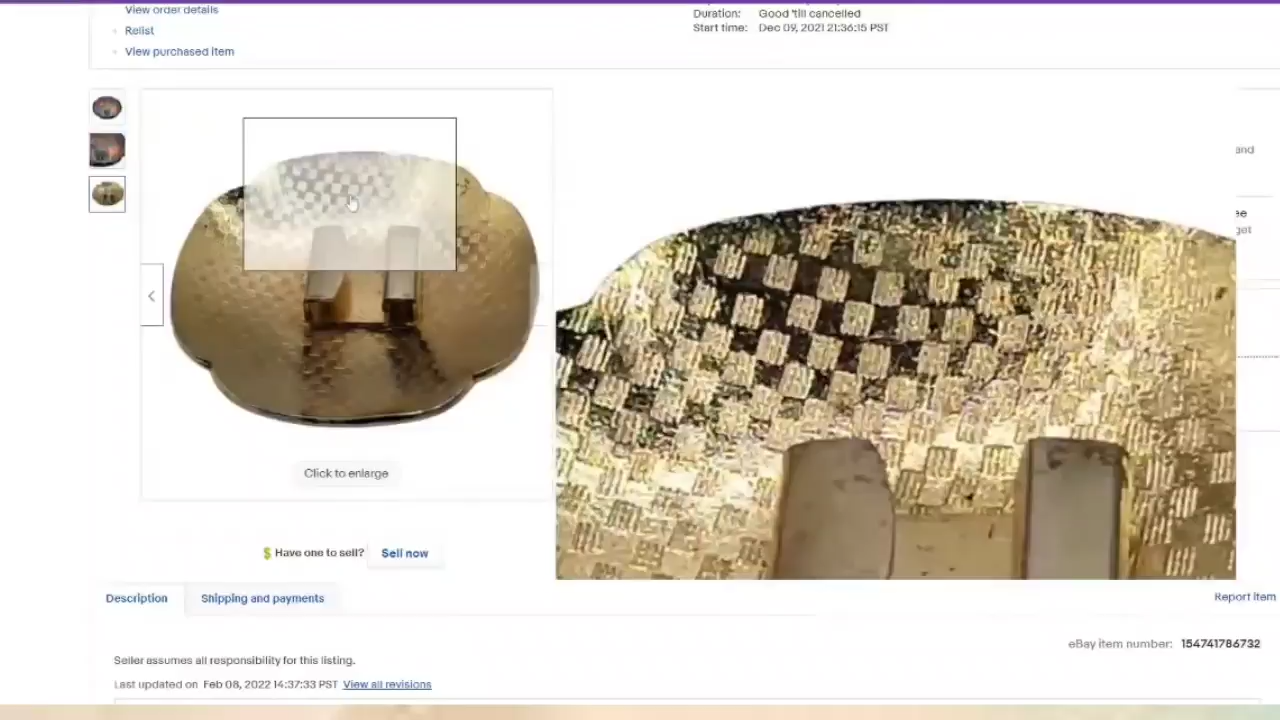 View order details
Duration: Good 'till cancelled
Relist
Start time: Dec 09, 2021 21:36:15 PST
View purchased item
and
ee
get
Click to enlarge
$ Have one to sell? Sell now
Description
Shipping and payments
Report item
eBay item number: 154741786732
Seller assumes all responsibility for this listing.
Last updated on Feb 08, 2022 14:37:33 PST View all revisions